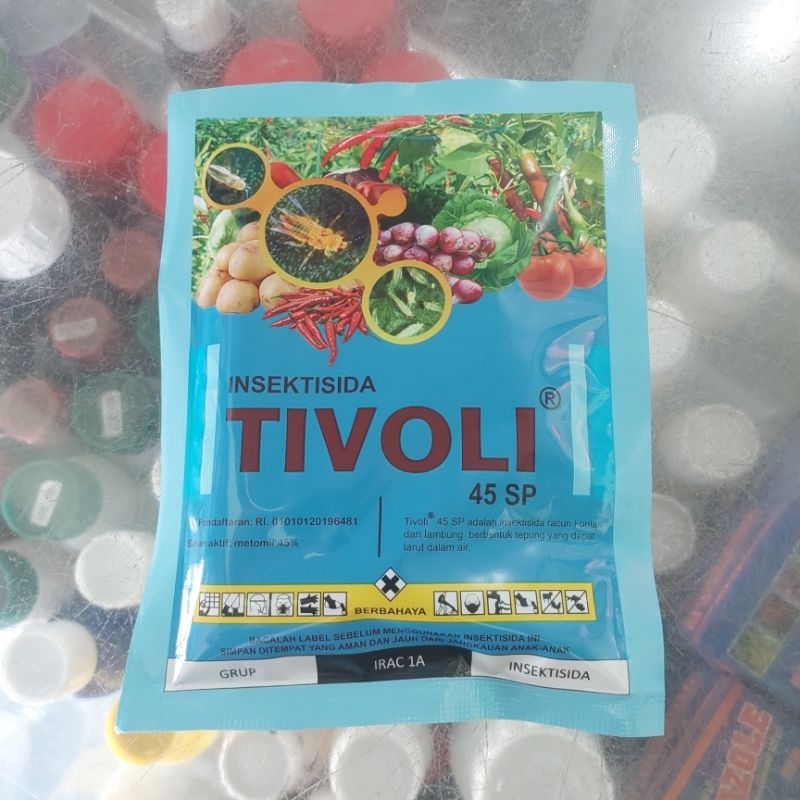 INSEKTISIDA
TIVOLI®
45 SP
Pendaftaran: RI. 01010120196481
Bahan aktif: metomil 45%
Tivoli® 45 SP adalah insektisida racun kontak
dan lambung berbentuk tepung yang dapat
larut dalam air.
BERBAHAYA
BACALAH LABEL SEBELUM MENGGUNAKAN INSEKTISIDA INI
SIMPAN DITEMPAT YANG AMAN DAN JAUH DARI JANGKAUAN ANAK-ANAK
GRUP
IRAC 1A
INSEKTISIDA